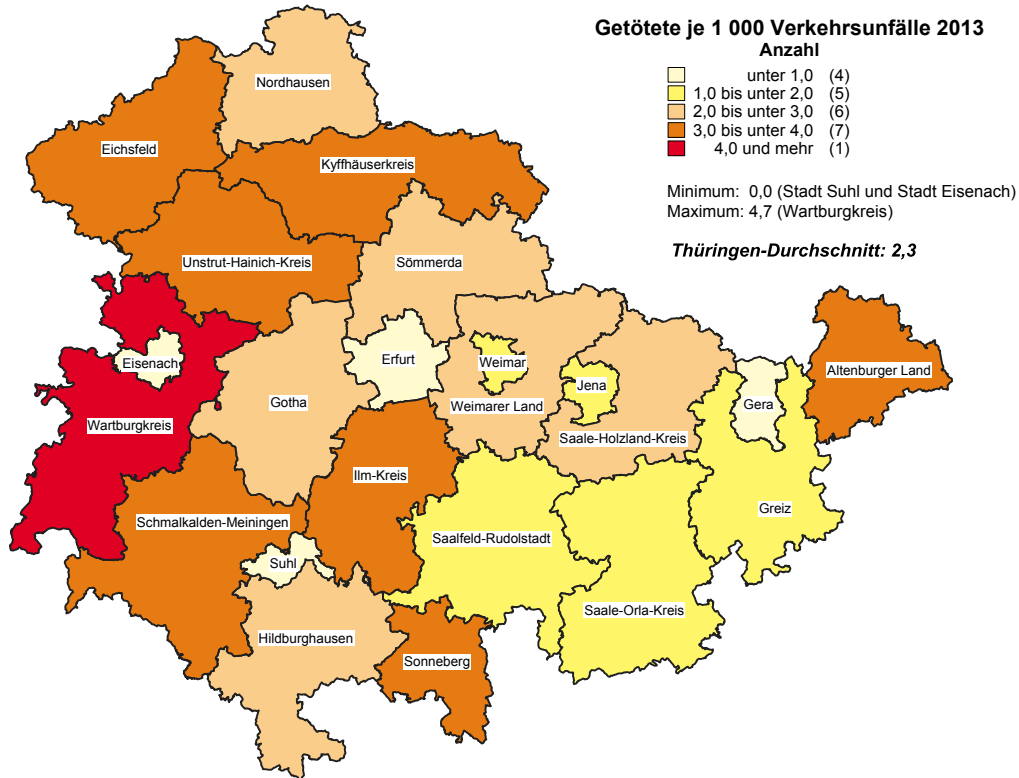 Getötete je 1 000 Verkehrsunfälle 2013
Anzahl
unter 1,0 (4)
1,0 bis unter 2,0 (5)
2,0 bis unter 3,0 (6)
3,0 bis unter 4,0 (7)
4,0 und mehr (1)
Minimum: 0,0 (Stadt Suhl und Stadt Eisenach)
Maximum: 4,7 (Wartburgkreis)
Thüringen-Durchschnitt: 2,3
Nordhausen
Eichsfeld
Kyffhäuserkreis
Unstrut-Hainich-Kreis
Sömmerda
Eisenach
Erfurt
Weimar
Jena
Altenburger Land
Gotha
Weimarer Land
Gera
Wartburgkreis
Saale-Holzland-Kreis
Ilm-Kreis
Greiz
Schmalkalden-Meiningen
Saalfeld-Rudolstadt
Suhl
Saale-Orla-Kreis
Hildburghausen
Sonneberg